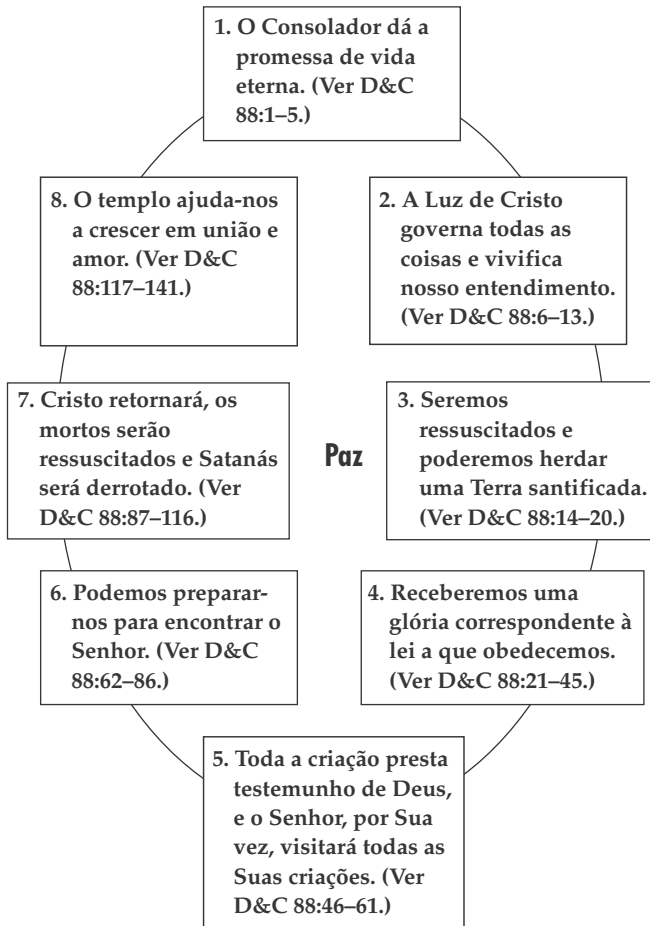 1. O Consolador dá a
promessa de vida
eterna. (Ver D&C
88:1–5.)
2. A Luz de Cristo
governa todas as
coisas e vivifica
nosso entendimento.
(Ver D&C 88:6–13.)
3. Seremos
ressuscitados e
poderemos herdar
uma Terra santificada.
(Ver D&C 88:14–20.)
4. Receberemos uma
glória correspondente à
lei a que obedecemos.
(Ver D&C 88:21–45.)
5. Toda a criação presta
testemunho de Deus,
e o Senhor, por Sua
vez, visitará todas as
Suas criações. (Ver
D&C 88:46–61.)
6. Podemos preparar-
nos para encontrar o
Senhor. (Ver D&C
88:62–86.)
7. Cristo retornará, os
mortos serão
ressuscitados e Satanás
será derrotado. (Ver
D&C 88:87–116.)
8. O templo ajuda-nos
a crescer em união e
amor. (Ver D&C
88:117–141.)
Paz